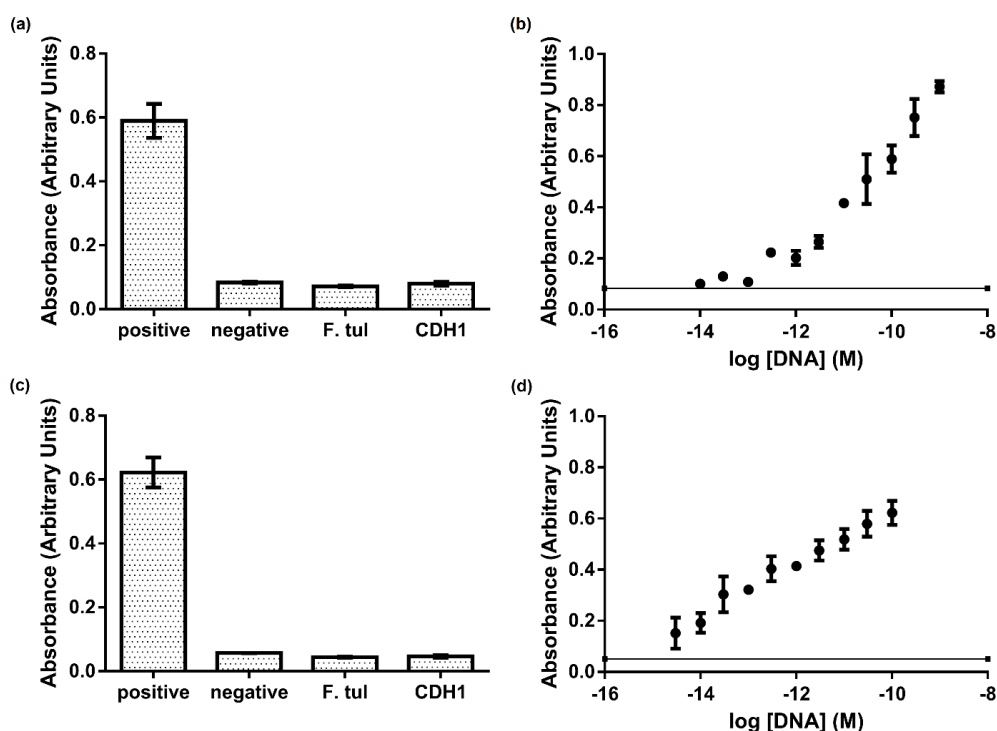 (a)
Absorbance (Arbitrary Units)
0.8
0.6
0.4
0.2
0.0
positive negative F. tul CDH1
(b)
Absorbance (Arbitrary Units)
1.0
0.8
0.6
0.4
0.2
0.0
-16 -14 -12 -10 -8
log [DNA] (M)
(c)
Absorbance (Arbitrary Units)
0.8
0.6
0.4
0.2
0.0
positive negative F. tul CDH1
(d)
Absorbance (Arbitrary Units)
1.0
0.8
0.6
0.4
0.2
0.0
-16 -14 -12 -10 -8
log [DNA] (M)